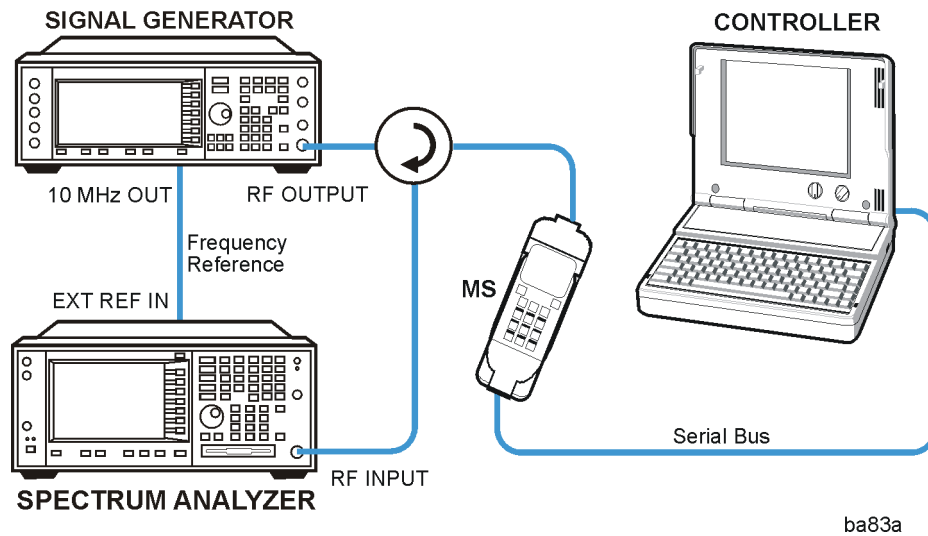 SIGNAL GENERATOR
CONTROLLER
10 MHz OUT
RF OUTPUT
Frequency
Reference
EXT REF IN
MS
Serial Bus
RF INPUT
SPECTRUM ANALYZER
ba83a